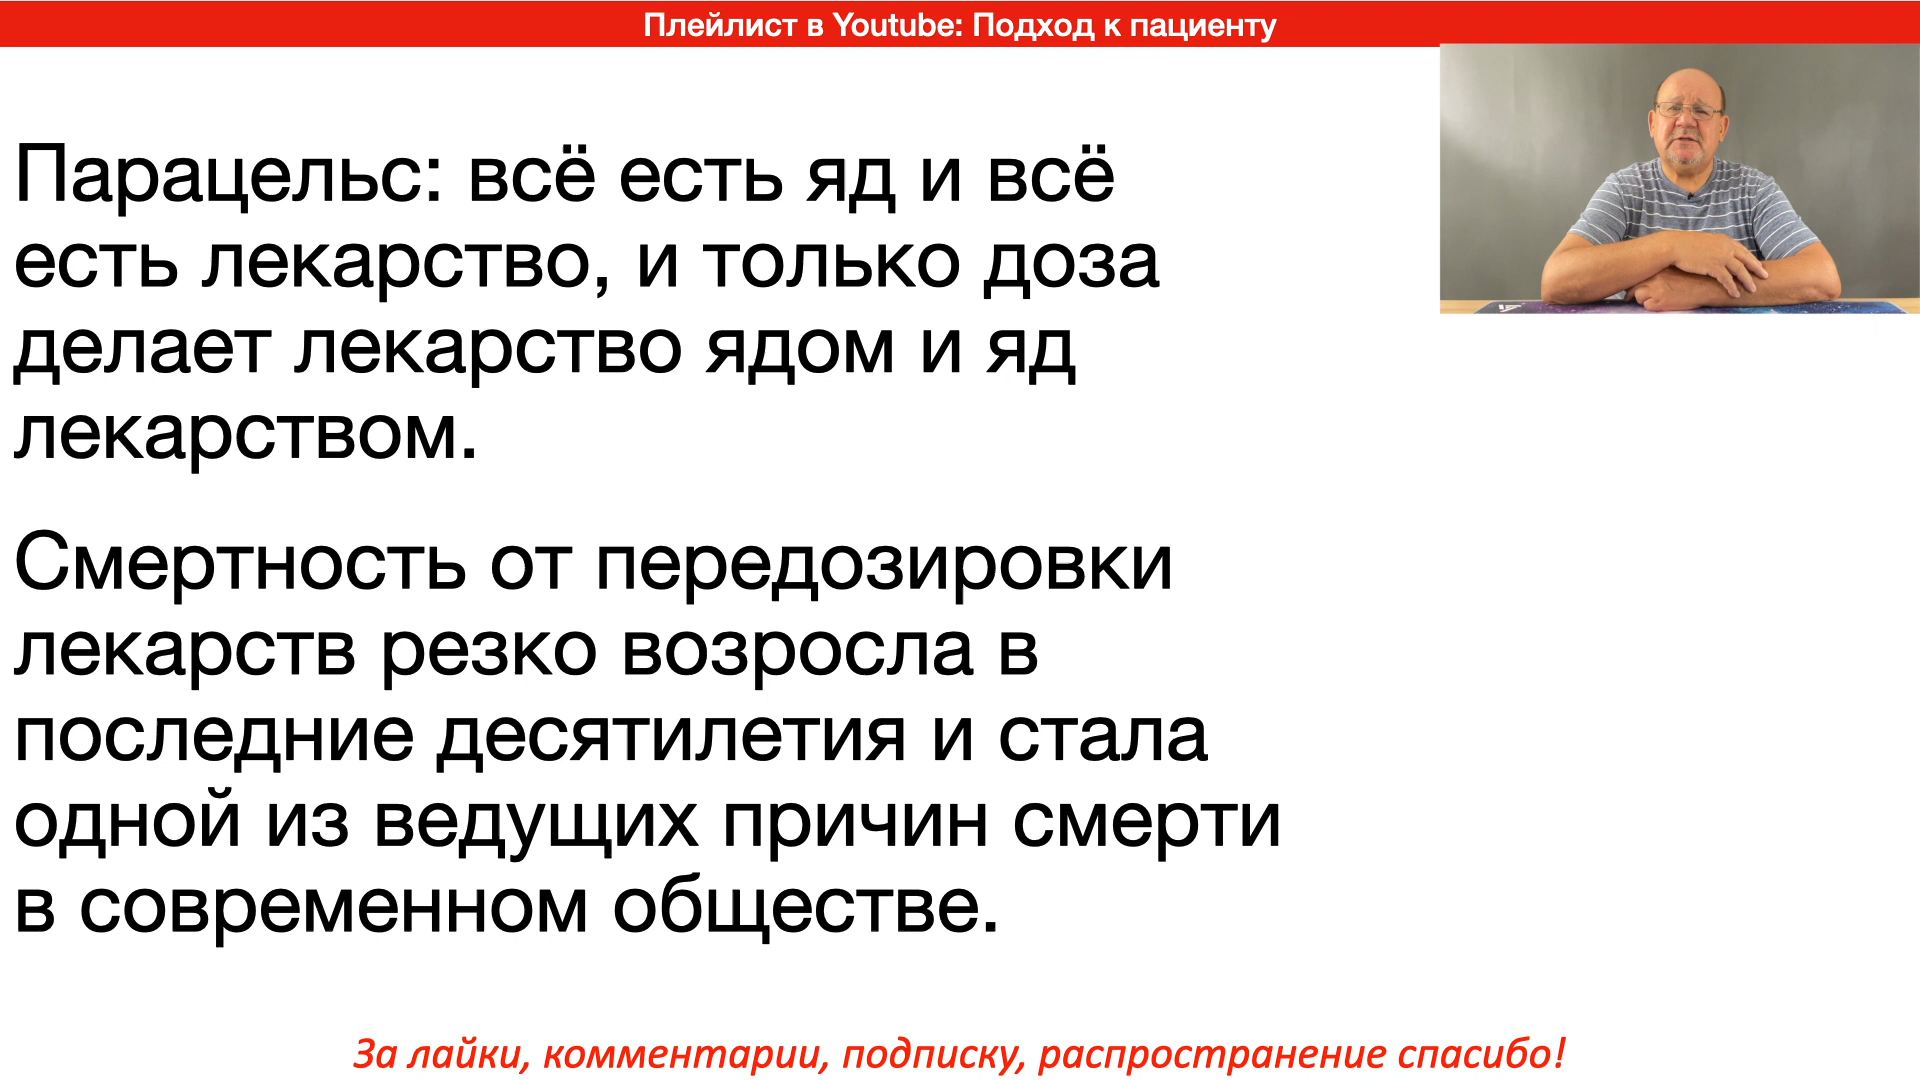 Плейлист в Youtube: Подход к пациенту
Парацельс: всё есть яд и всё
есть лекарство, и только доза
делает лекарство ядом и яд
лекарством.
Смертность от передозировки
лекарств резко возросла в
последние десятилетия и стала
одной из ведущих причин смерти
в современном обществе.
За лайки, комментарии, подписку, распространение спасибо!